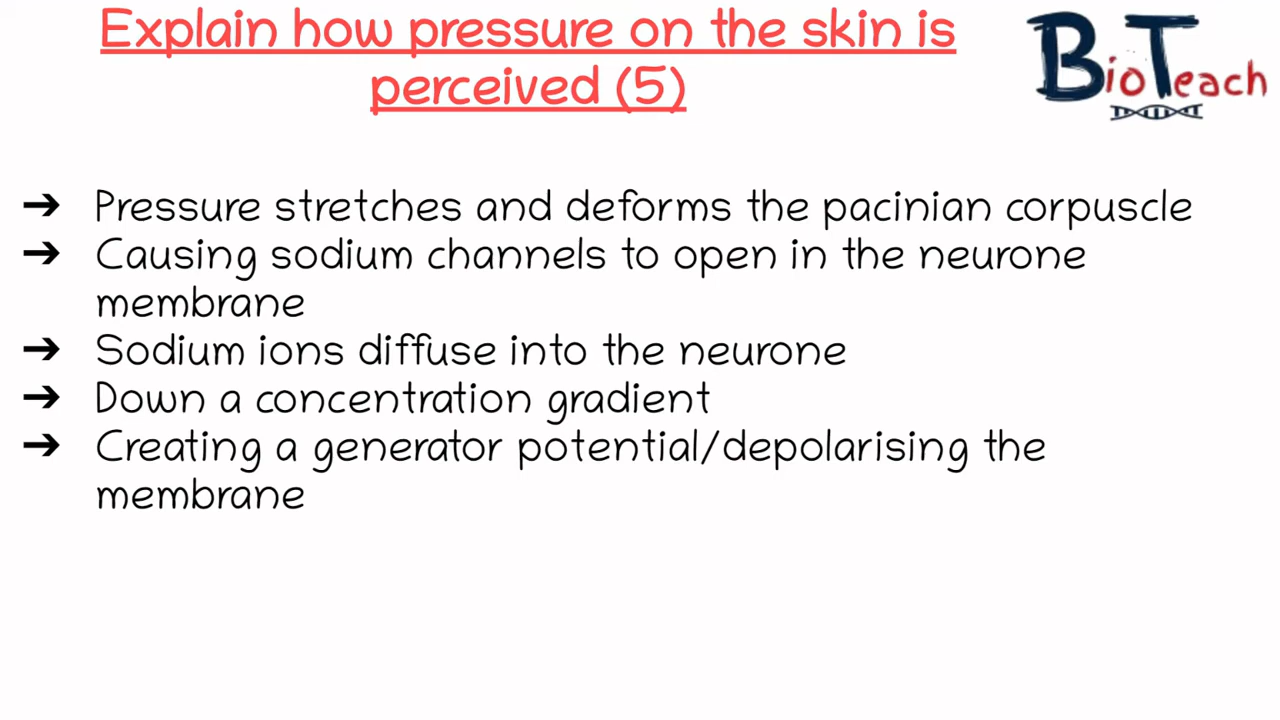 Explain how pressure on the skin is
perceived (5)
BioTeach
➔ Pressure stretches and deforms the pacinian corpuscle
➔ Causing sodium channels to open in the neurone
membrane
➔ Sodium ions diffuse into the neurone
➔ Down a concentration gradient
➔ Creating a generator potential/depolarising the
membrane